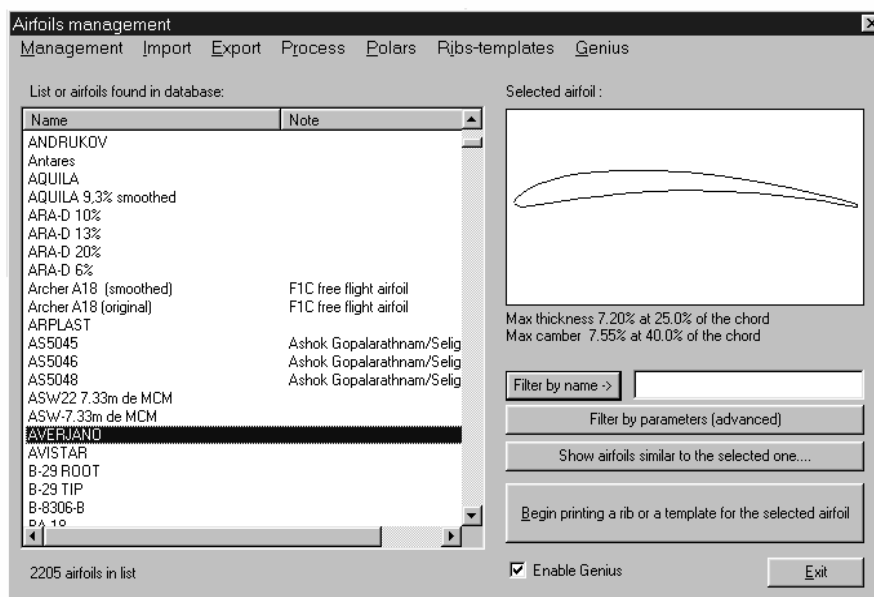 Airfoils management
Management Import Export Process Polars Ribs-templates Genius
List or airfoils found in database:
Name Note
ANDRUKOV
Antares
AQUILA
AQUILA 9,3% smoothed
ARA-D 10%
ARA-D 13%
ARA-D 20%
ARA-D 6%
Archer A18 (smoothed) F1C free flight airfoil
Archer A18 (original) F1C free flight airfoil
ARPLAST
AS5045 Ashok Gopalarathnam/Selig
AS5046 Ashok Gopalarathnam/Selig
AS5048 Ashok Gopalarathnam/Selig
ASW22 7.33m de MCM
ASW-7.33m de MCM
AVERJANO
AVISTAR
B-29 ROOT
B-29 TIP
B-8306-B
BA 18
2205 airfoils in list
Selected airfoil :
Max thickness 7.20% at 25.0% of the chord
Max camber 7.55% at 40.0% of the chord
Filter by name ->
Filter by parameters (advanced)
Show airfoils similar to the selected one....
Begin printing a rib or a template for the selected airfoil
Enable Genius
Exit